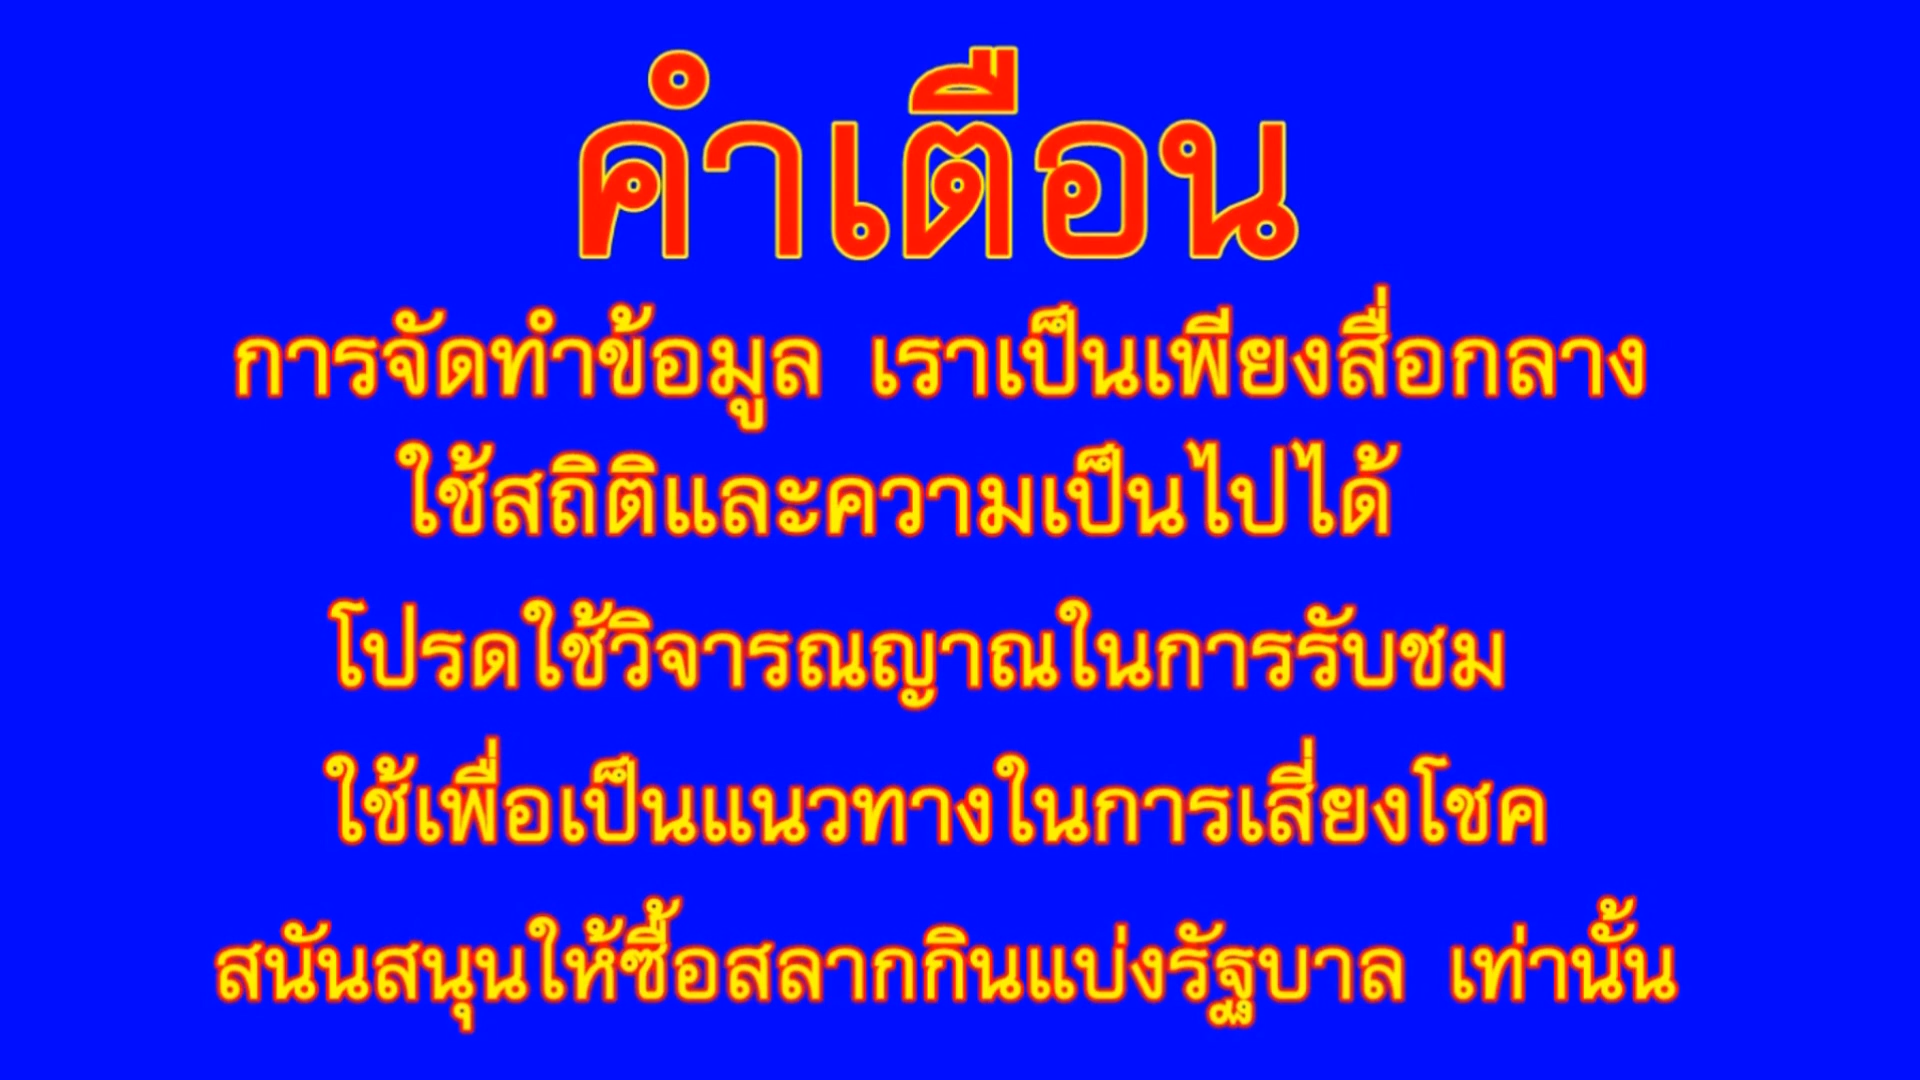 คำเตือน
การจัดทำข้อมูล เราเป็นเพียงสื่อกลาง
ใช้สถิติและความเป็นไปได้
โปรดใช้วิจารณญาณในการรับชม
ใช้เพื่อเป็นแนวทางในการเสี่ยงโชค
สนันสนุนให้ซื้อสลากกินแบ่งรัฐบาล เท่านั้น